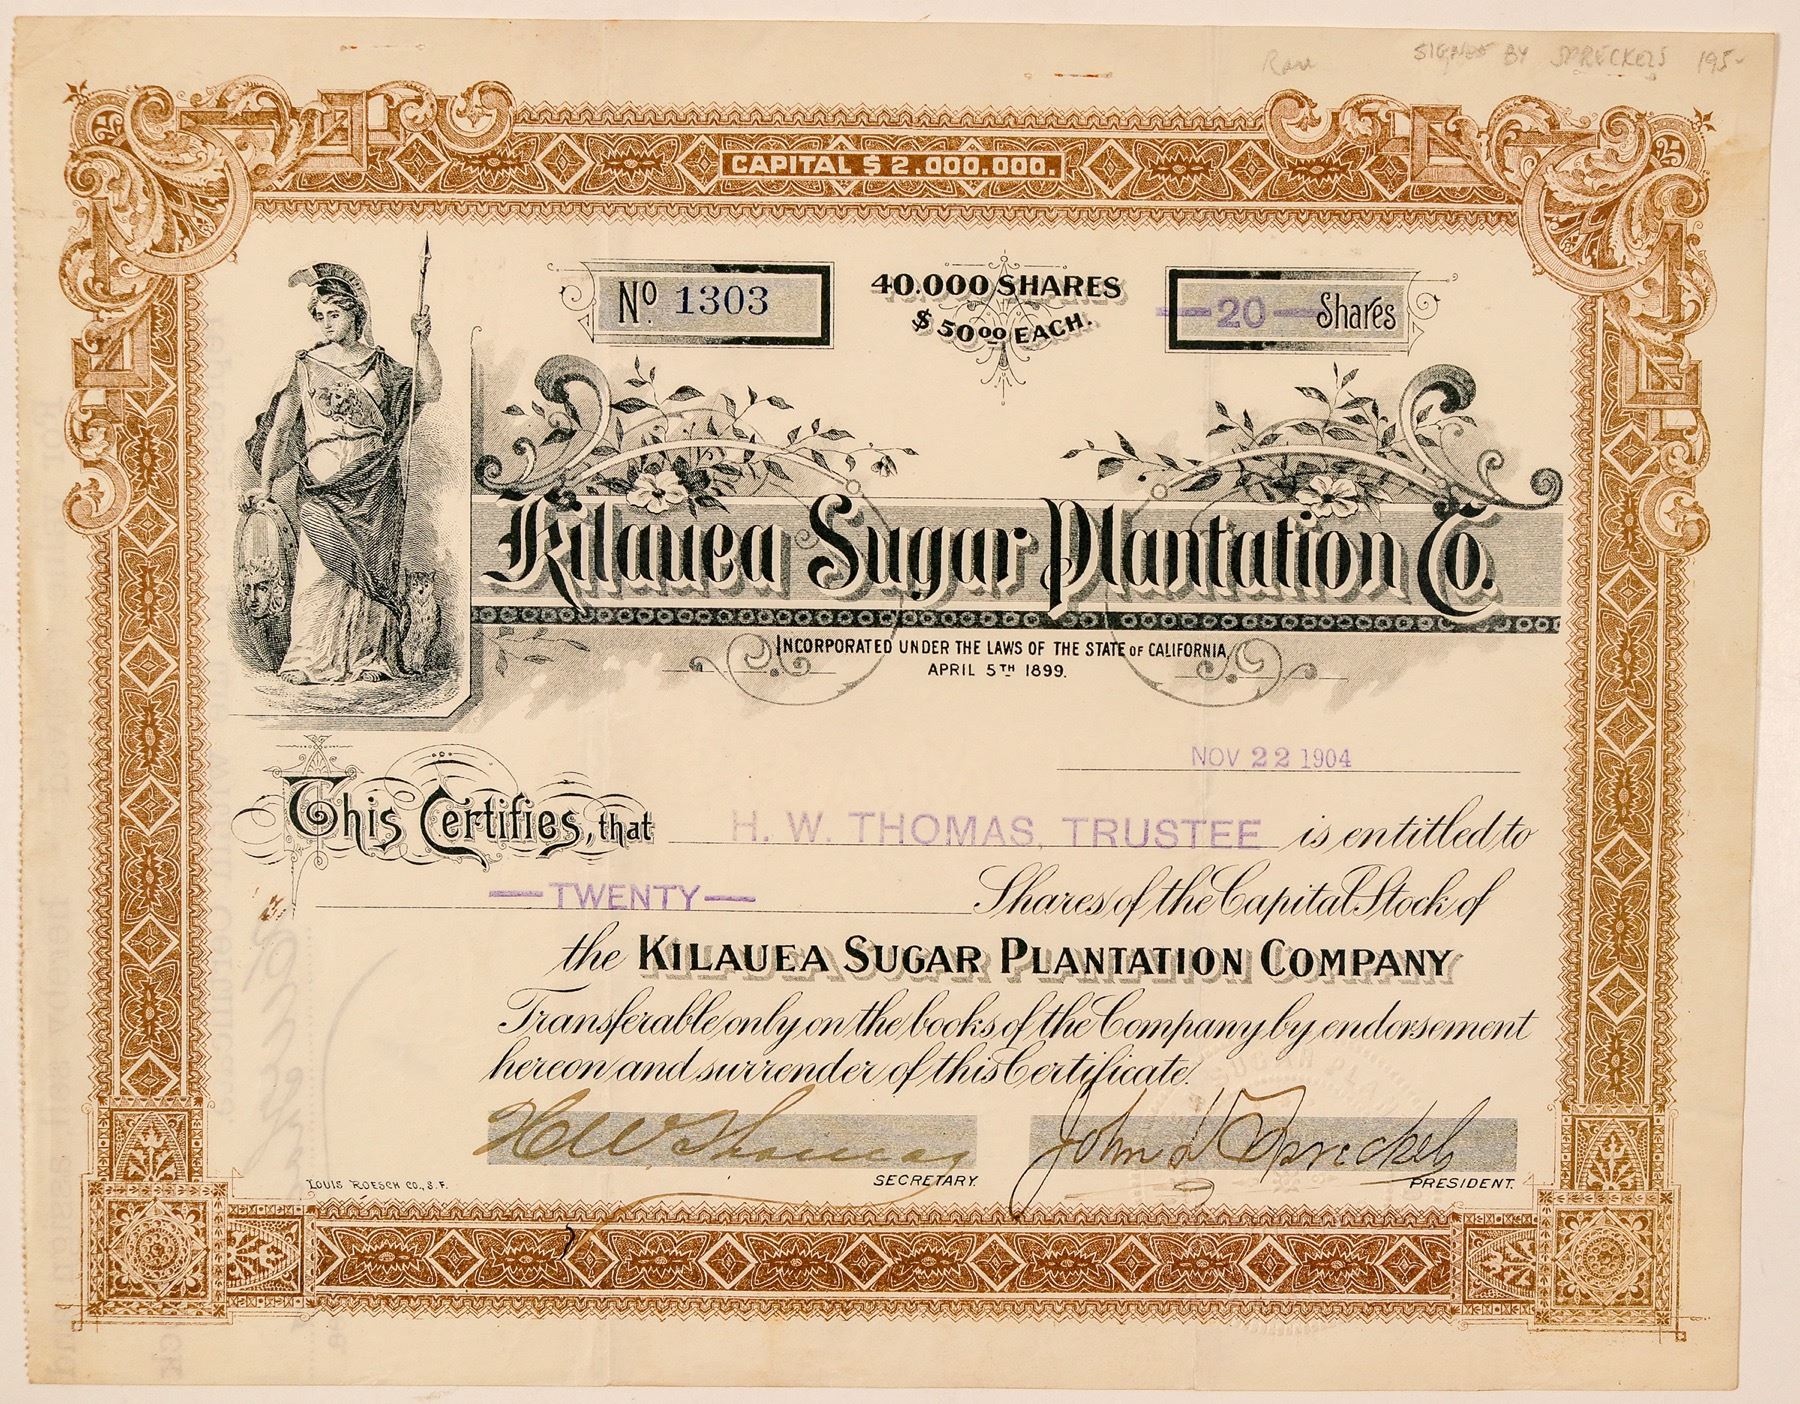 Rare SIGNED BY SPRECKELS 195-
CAPITAL $ 2.000.000.
No. 1303
40.000 SHARES
$ 50 00 EACH.
— 20 — Shares
Kilauea Sugar Plantation Co.
INCORPORATED UNDER THE LAWS OF THE STATE OF CALIFORNIA
APRIL 5TH 1899.
NOV 22 1904
This Certifies, that H. W. THOMAS, TRUSTEE is entitled to
— TWENTY — Shares of the Capital Stock of
the KILAUEA SUGAR PLANTATION COMPANY
Transferable only on the books of the Company by endorsement
hereon and surrender of this Certificate.
H W Thomas
John D Spreckels
SECRETARY.
PRESIDENT.
LOUIS ROESCH CO., S.F.